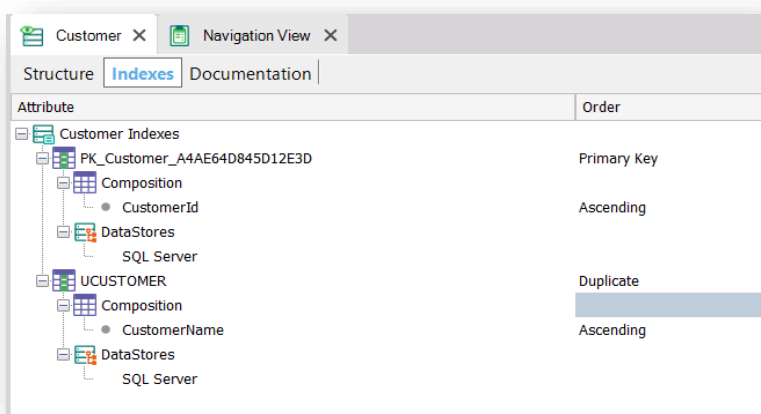 Customer Navigation View
Structure Indexes Documentation
Attribute Order
Customer Indexes
PK_Customer_A4AE64D845D12E3D Primary Key
Composition
CustomerId Ascending
DataStores
SQL Server
UCUSTOMER Duplicate
Composition
CustomerName Ascending
DataStores
SQL Server